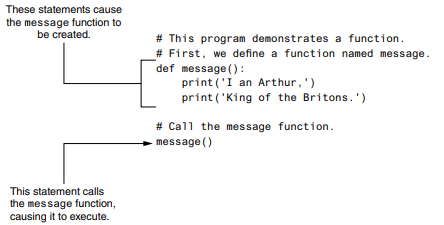 These statements cause
the message function to
be created.
# This program demonstrates a function.
# First, we define a function named message.
def message():
    print('I an Arthur,')
    print('King of the Britons.')
# Call the message function.
message()
This statement calls
the message function,
causing it to execute.